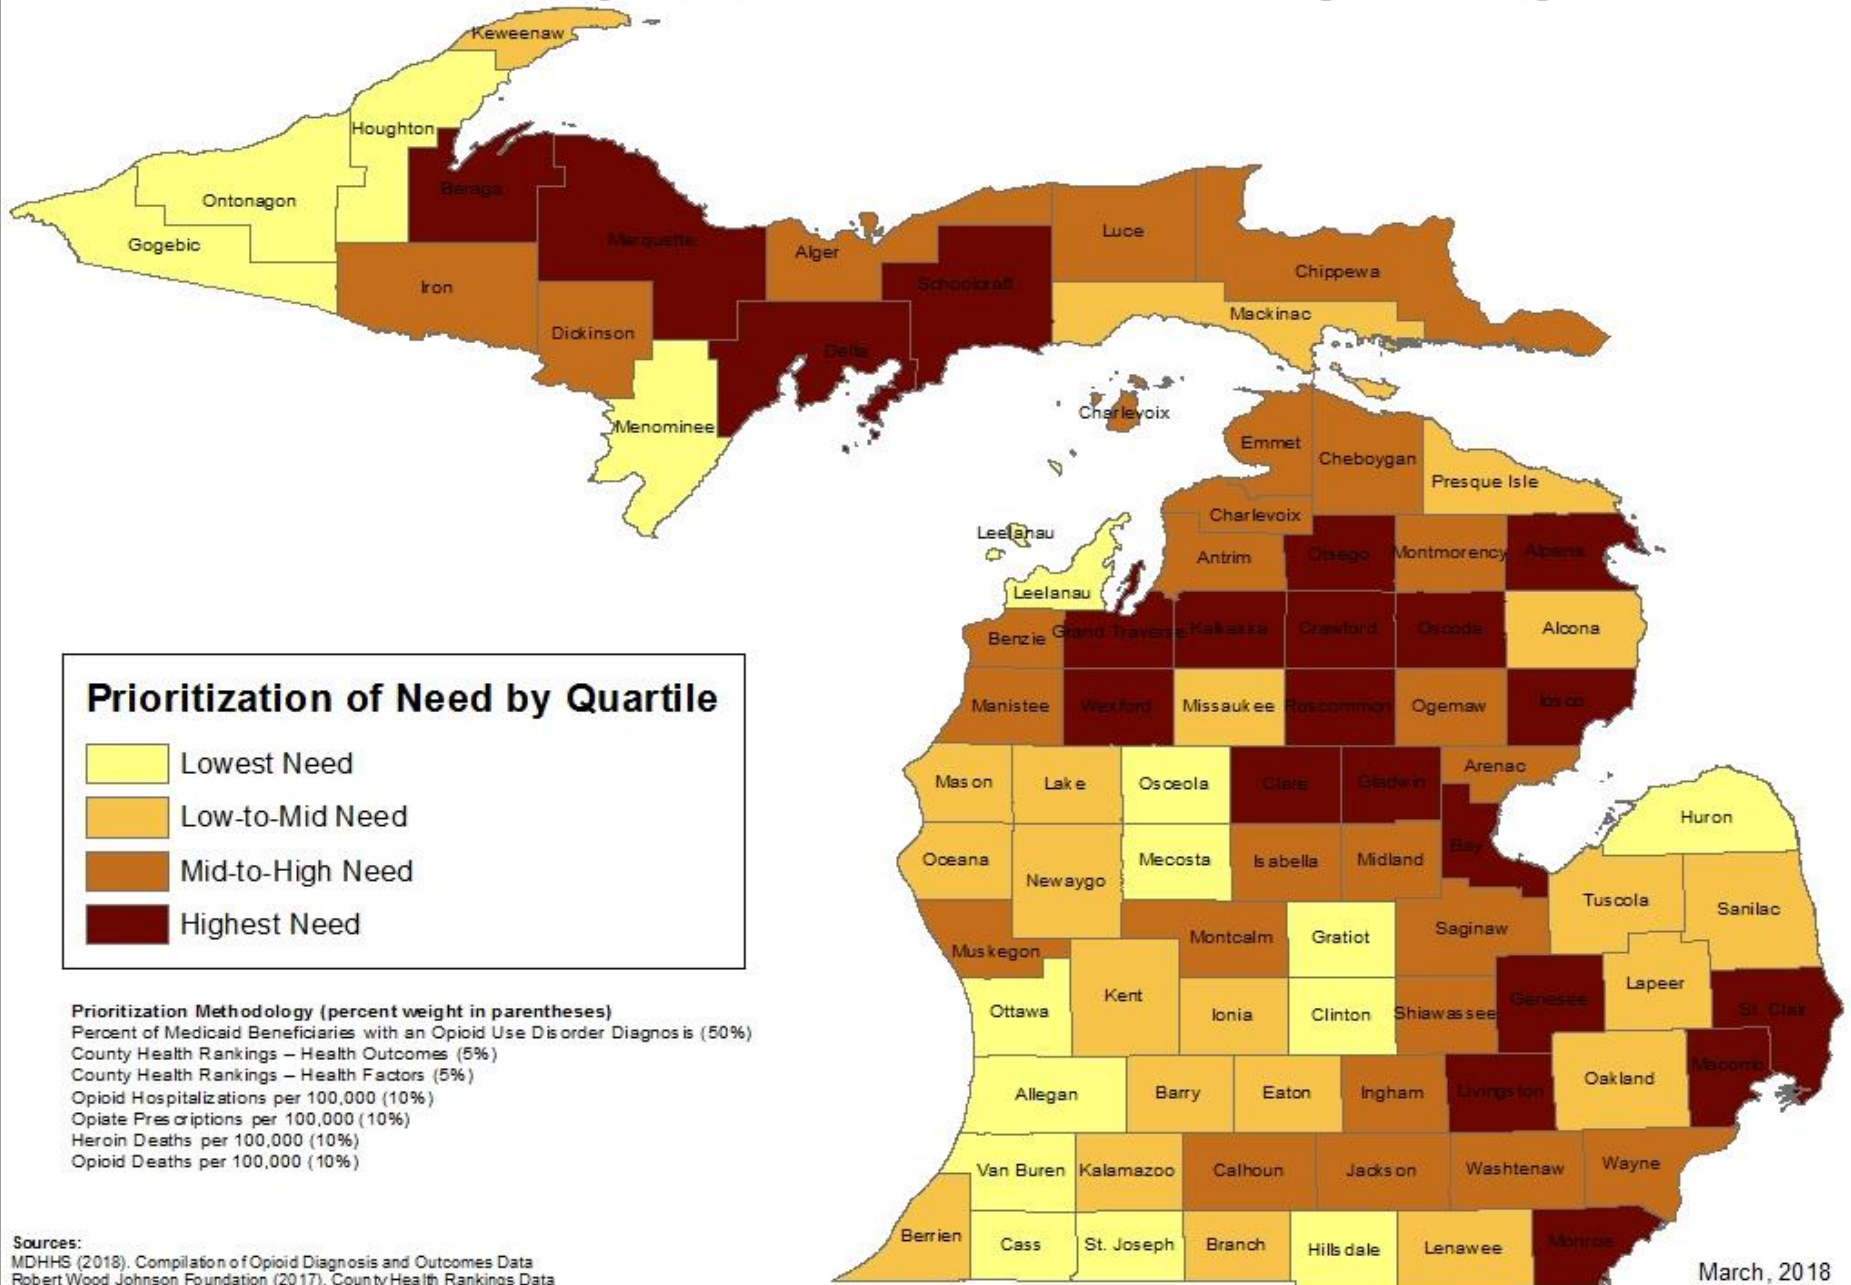 Keweenaw
Houghton
Baraga
Ontonagon
Gogebic
Marquette
Alger
Luce
Chippewa
Iron
Schoolcraft
Mackinac
Dickinson
Delta
Menominee
Charlevoix
Emmet
Cheboygan
Presque Isle
Charlevoix
Leelanau
Antrim
Otsego
Montmorency
Alpena
Leelanau
Benzie
Grand Traverse
Kalkaska
Crawford
Oscoda
Alcona
Manistee
Wexford
Missaukee
Roscommon
Ogemaw
Iosco
Mason
Lake
Osceola
Clare
Gladwin
Arenac
Huron
Oceana
Newaygo
Mecosta
Isabella
Midland
Bay
Tuscola
Sanilac
Muskegon
Montcalm
Gratiot
Saginaw
Ottawa
Kent
Ionia
Clinton
Shiawassee
Genesee
Lapeer
St. Clair
Allegan
Barry
Eaton
Ingham
Livingston
Oakland
Macomb
Van Buren
Kalamazoo
Calhoun
Jackson
Washtenaw
Wayne
Berrien
Cass
St. Joseph
Branch
Hillsdale
Lenawee
Monroe
Prioritization of Need by Quartile
Lowest Need
Low-to-Mid Need
Mid-to-High Need
Highest Need
Prioritization Methodology (percent weight in parentheses)
Percent of Medicaid Beneficiaries with an Opioid Use Disorder Diagnosis (50%)
County Health Rankings – Health Outcomes (5%)
County Health Rankings – Health Factors (5%)
Opioid Hospitalizations per 100,000 (10%)
Opiate Prescriptions per 100,000 (10%)
Heroin Deaths per 100,000 (10%)
Opioid Deaths per 100,000 (10%)
Sources:
MDHHS (2018). Compilation of Opioid Diagnosis and Outcomes Data
Robert Wood Johnson Foundation (2017). County Health Rankings Data
March, 2018